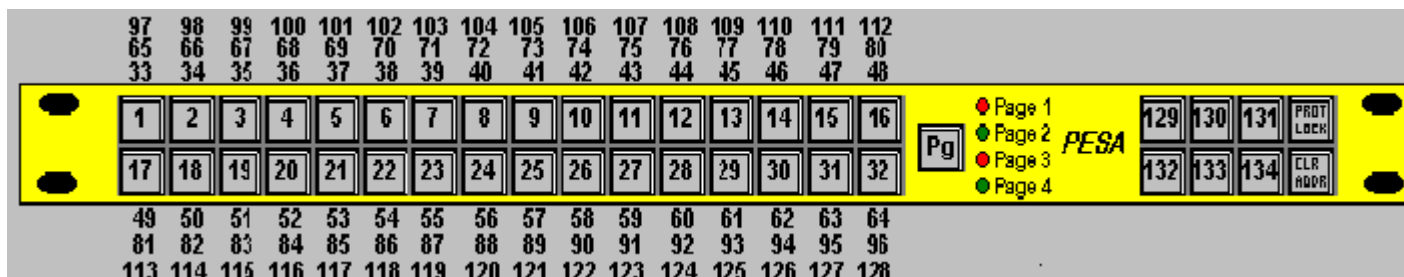 97 98 99 100 101 102 103 104 105 106 107 108 109 110 111 112
65 66 67 68 69 70 71 72 73 74 75 76 77 78 79 80
33 34 35 36 37 38 39 40 41 42 43 44 45 46 47 48
1 2 3 4 5 6 7 8 9 10 11 12 13 14 15 16
17 18 19 20 21 22 23 24 25 26 27 28 29 30 31 32
Pg
Page 1
Page 2
Page 3
Page 4
PESA
129 130 131 PROT
LOCK
132 133 134 CLR
ADDR
49 50 51 52 53 54 55 56 57 58 59 60 61 62 63 64
81 82 83 84 85 86 87 88 89 90 91 92 93 94 95 96
113 114 115 116 117 118 119 120 121 122 123 124 125 126 127 128